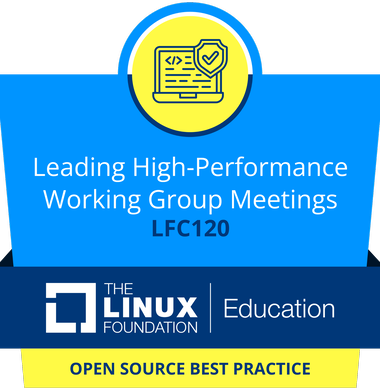 Leading High-Performance
Working Group Meetings
LFC120
THE
LINUX
FOUNDATION
Education
OPEN SOURCE BEST PRACTICE